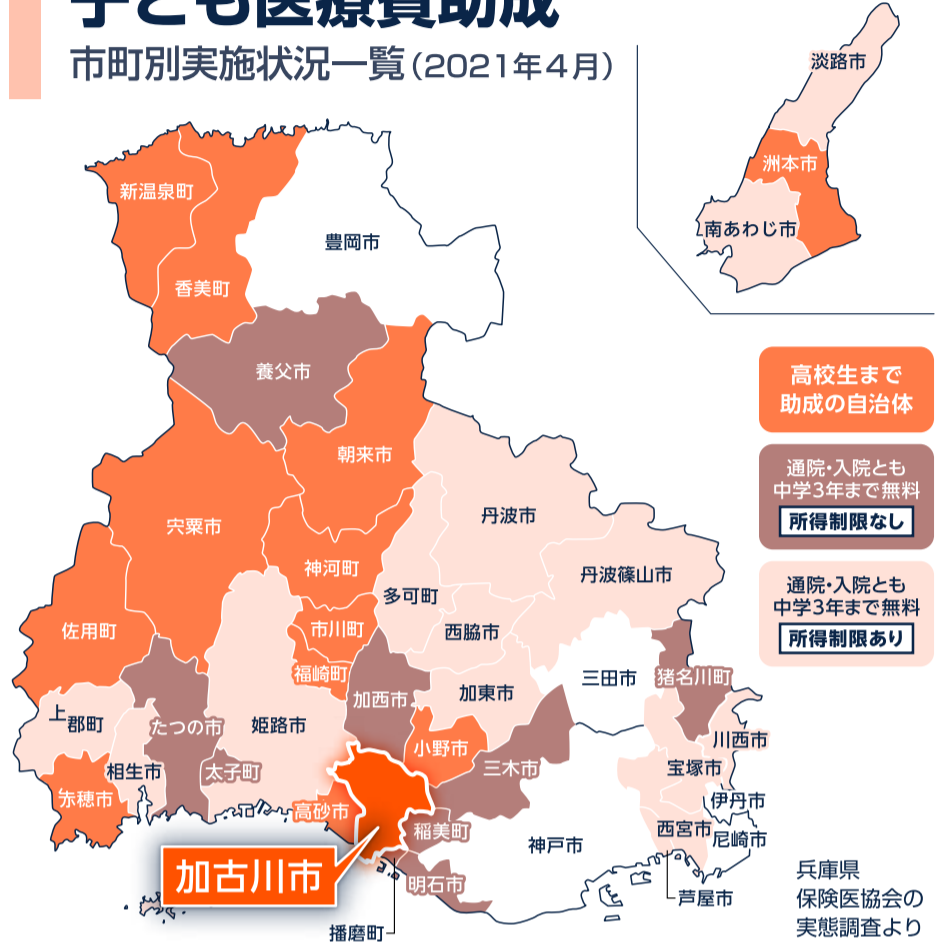 子ども医療費助成
市町別実施状況一覧(2021年4月)
淡路市
洲本市
南あわじ市
新温泉町
豊岡市
香美町
養父市
朝来市
高校生まで
助成の自治体
通院・入院とも
中学3年まで無料
所得制限なし
通院・入院とも
中学3年まで無料
所得制限あり
丹波市
宍粟市
神河町
丹波篠山市
多可町
佐用町
市川町
西脇市
福崎町
三田市
猪名川町
加西市
加東市
上郡町
たつの市
姫路市
小野市
川西市
相生市
太子町
三木市
宝塚市
赤穂市
高砂市
伊丹市
稲美町
西宮市
尼崎市
神戸市
加古川市
明石市
芦屋市
播磨町
兵庫県
保険医協会の
実態調査より